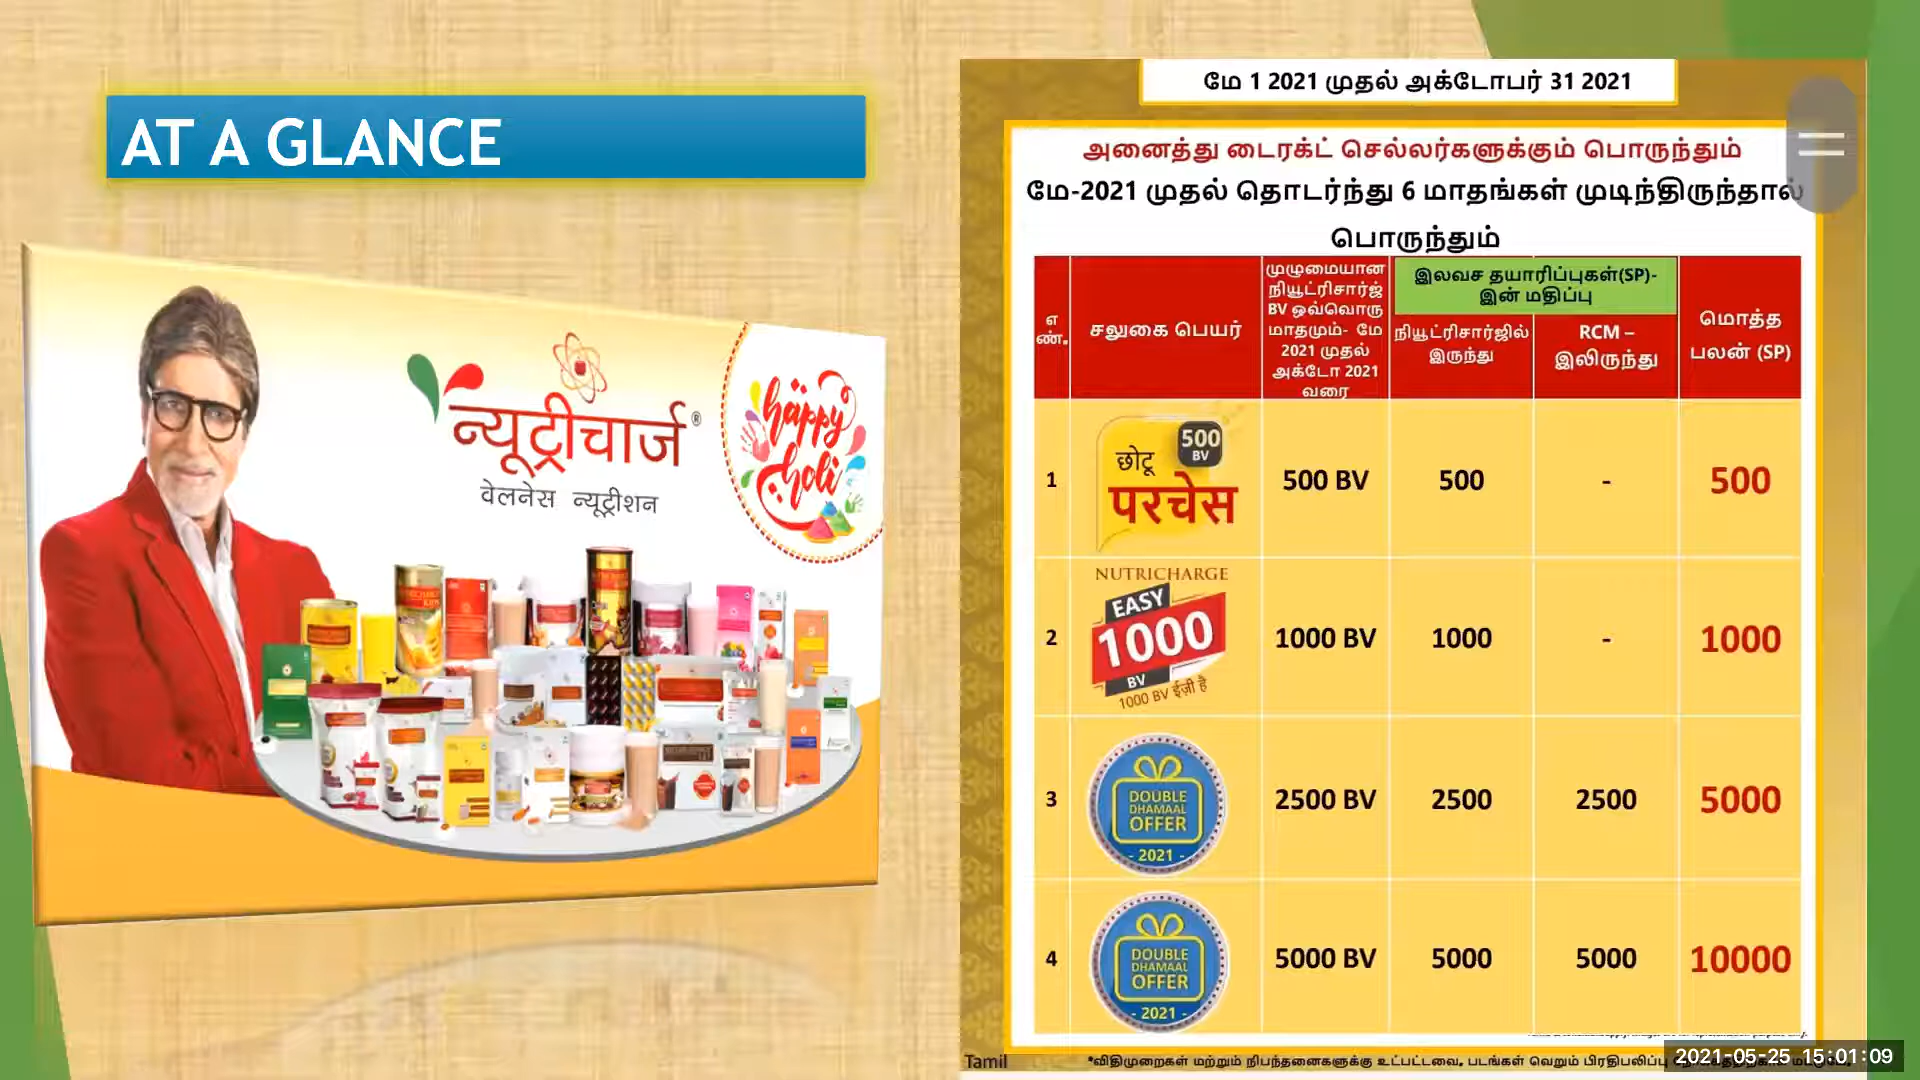 AT A GLANCE
न्यूट्रीचार्ज®
वेलनेस न्यूट्रीशन
happy
holi
மே 1 2021 முதல் அக்டோபர் 31 2021
அனைத்து டைரக்ட் செல்லர்களுக்கும் பொருந்தும்
மே-2021 முதல் தொடர்ந்து 6 மாதங்கள் முடிந்திருந்தால்
பொருந்தும்
எண்.
சலுகை பெயர்
முழுமையான
நியூட்ரிசார்ஜ்
BV ஒவ்வொரு
மாதமும்- மே
2021 முதல்
அக்டோ 2021
வரை
இலவச தயாரிப்புகள்(SP)-
இன் மதிப்பு
நியூட்ரிசார்ஜில்
இருந்து
RCM –
இலிருந்து
மொத்த
பலன் (SP)
1
छोटू
500
BV
परचेस
500 BV
500
-
500
2
NUTRICHARGE
EASY
1000
BV
1000 BV ईज़ी है
1000 BV
1000
-
1000
3
DOUBLE
DHAMAAL
OFFER
- 2021 -
2500 BV
2500
2500
5000
4
DOUBLE
DHAMAAL
OFFER
- 2021 -
5000 BV
5000
5000
10000
Tamil
*விதிமுறைகள் மற்றும் நிபந்தனைகளுக்கு உட்பட்டவை. படங்கள் வெறும் பிரதிபலிப்பு
2021-05-25 15:01:09